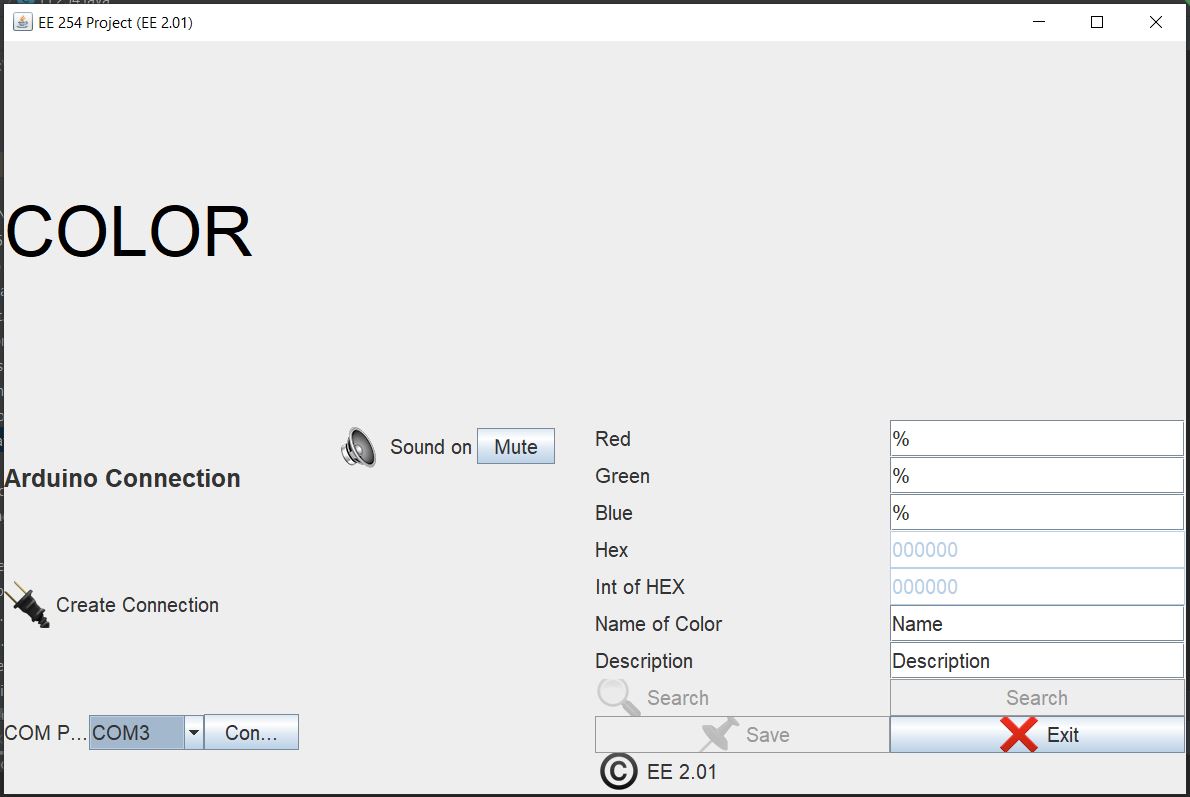 EE 254 Project (EE 2.01)
COLOR
Sound on Mute
Arduino Connection
Create Connection
COM P... COM3 Con...
Red %
Green %
Blue %
Hex 000000
Int of HEX 000000
Name of Color Name
Description Description
Search Search
Save Exit
© EE 2.01